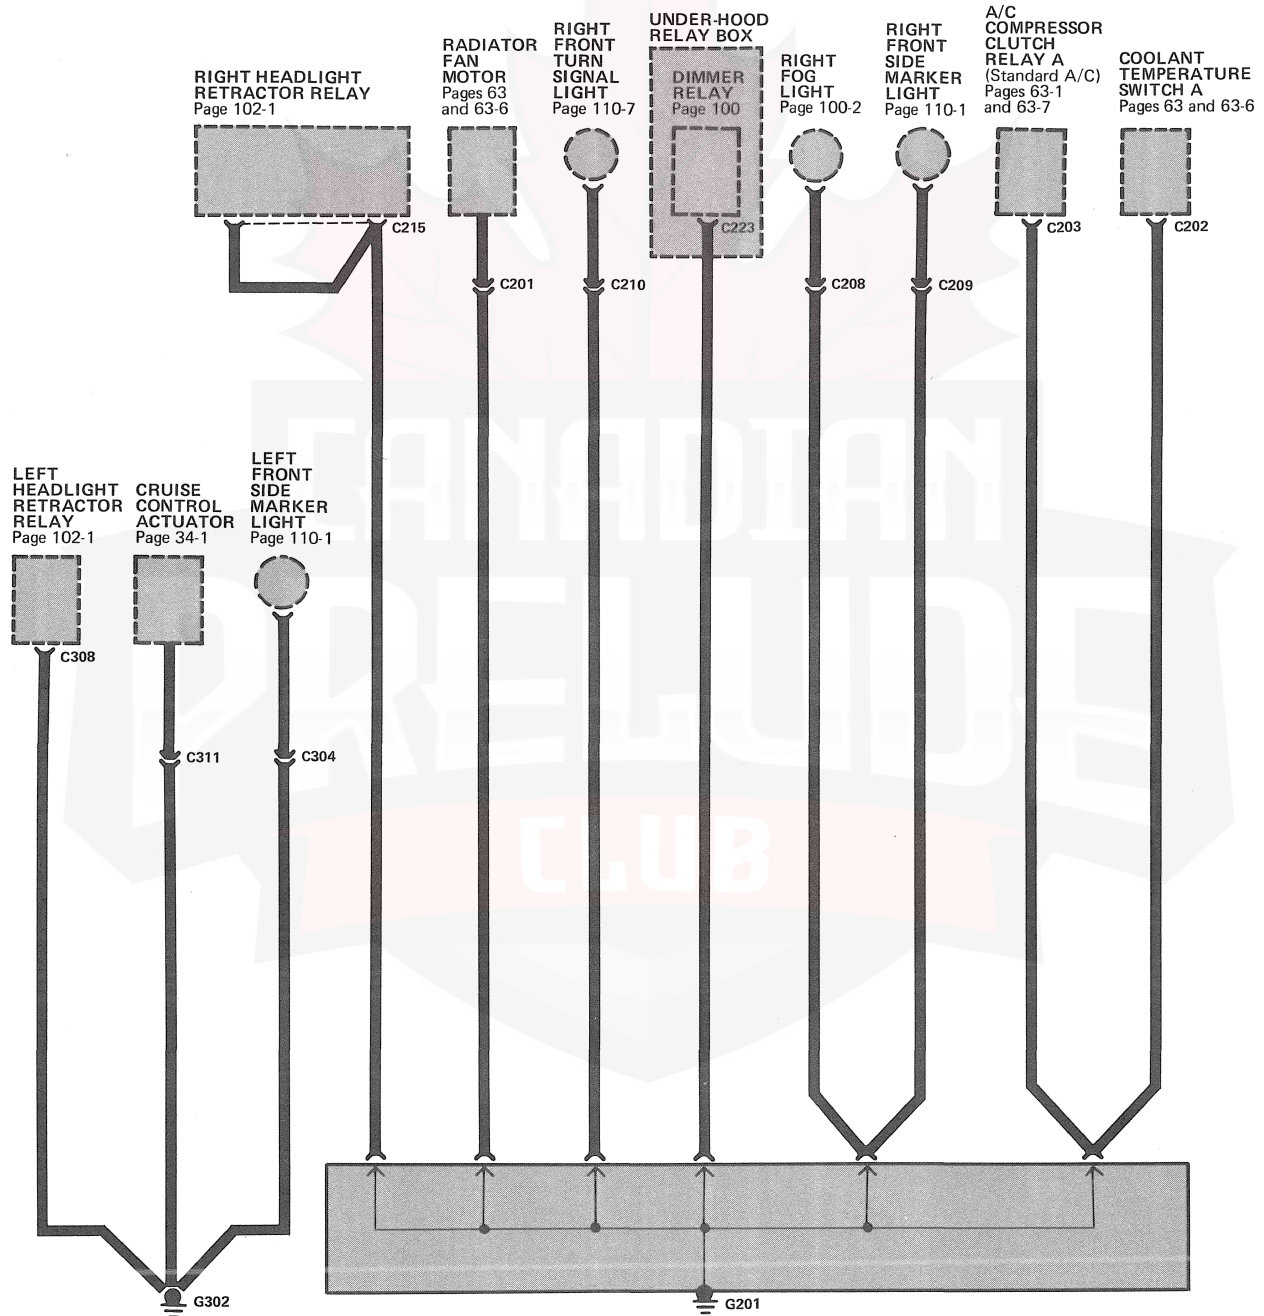 RIGHT HEADLIGHT
RETRACTOR RELAY
Page 102-1
RADIATOR
FAN
MOTOR
Pages 63
and 63-6
RIGHT
FRONT
TURN
SIGNAL
LIGHT
Page 110-7
UNDER-HOOD
RELAY BOX
DIMMER
RELAY
Page 100
RIGHT
FOG
LIGHT
Page 100-2
RIGHT
FRONT
SIDE
MARKER
LIGHT
Page 110-1
A/C
COMPRESSOR
CLUTCH
RELAY A
(Standard A/C)
Pages 63-1
and 63-7
COOLANT
TEMPERATURE
SWITCH A
Pages 63 and 63-6
C215
C223
C203
C202
C201
C210
C208
C209
LEFT
HEADLIGHT
RETRACTOR
RELAY
Page 102-1
CRUISE
CONTROL
ACTUATOR
Page 34-1
LEFT
FRONT
SIDE
MARKER
LIGHT
Page 110-1
C308
C311
C304
G302
G201
CANADIAN
PRELUDE
CLUB